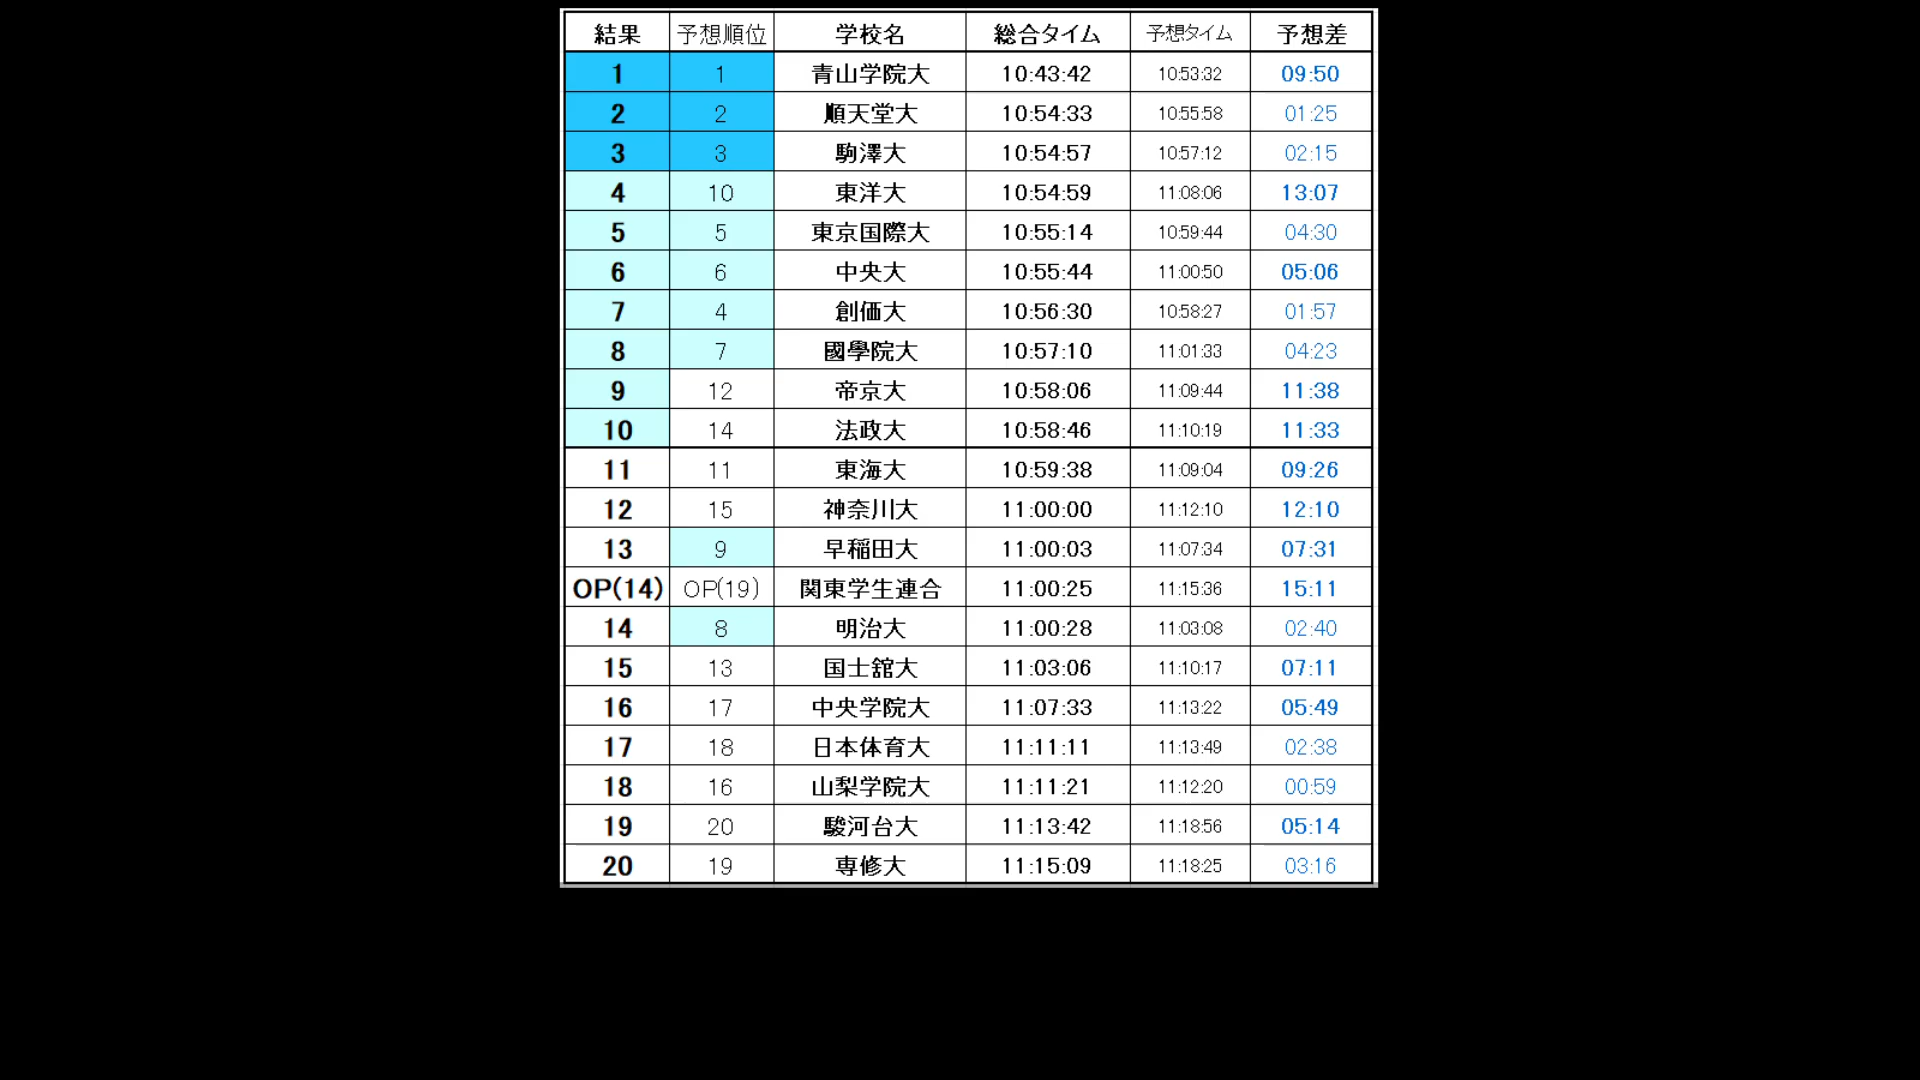 結果 予想順位 学校名 総合タイム 予想タイム 予想差
1 1 青山学院大 10:43:42 10:53:32 09:50
2 2 順天堂大 10:54:33 10:55:58 01:25
3 3 駒澤大 10:54:57 10:57:12 02:15
4 10 東洋大 10:54:59 11:08:06 13:07
5 5 東京国際大 10:55:14 10:59:44 04:30
6 6 中央大 10:55:44 11:00:50 05:06
7 4 創価大 10:56:30 10:58:27 01:57
8 7 國學院大 10:57:10 11:01:33 04:23
9 12 帝京大 10:58:06 11:09:44 11:38
10 14 法政大 10:58:46 11:10:19 11:33
11 11 東海大 10:59:38 11:09:04 09:26
12 15 神奈川大 11:00:00 11:12:10 12:10
13 9 早稲田大 11:00:03 11:07:34 07:31
OP(14) OP(19) 関東学生連合 11:00:25 11:15:36 15:11
14 8 明治大 11:00:28 11:03:08 02:40
15 13 国士舘大 11:03:06 11:10:17 07:11
16 17 中央学院大 11:07:33 11:13:22 05:49
17 18 日本体育大 11:11:11 11:13:49 02:38
18 16 山梨学院大 11:11:21 11:12:20 00:59
19 20 駿河台大 11:13:42 11:18:56 05:14
20 19 専修大 11:15:09 11:18:25 03:16